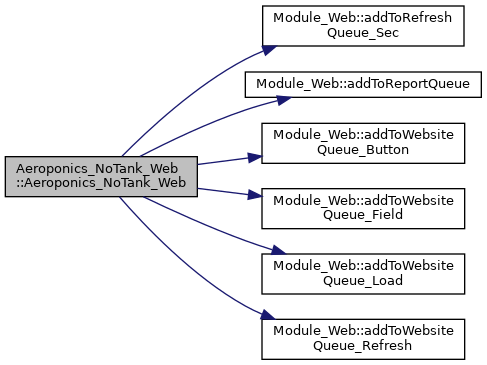 Module_Web::addToRefresh
Queue_Sec
Module_Web::addToReportQueue
Aeroponics_NoTank_Web
::Aeroponics_NoTank_Web
Module_Web::addToWebsite
Queue_Button
Module_Web::addToWebsite
Queue_Field
Module_Web::addToWebsite
Queue_Load
Module_Web::addToWebsite
Queue_Refresh